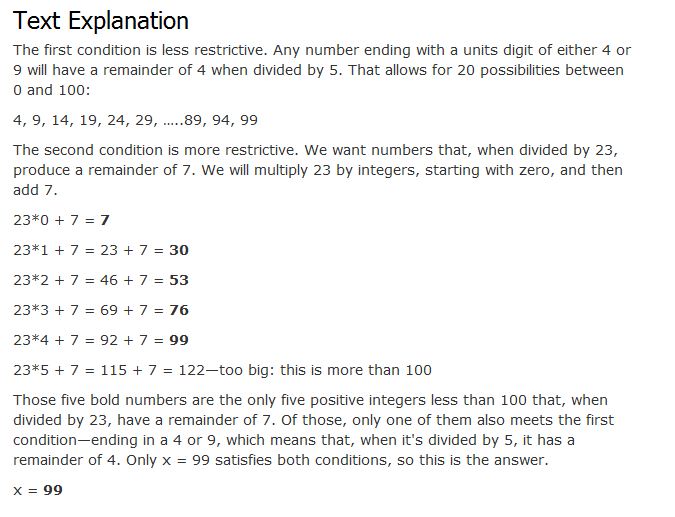 Text Explanation
The first condition is less restrictive. Any number ending with a units digit of either 4 or
9 will have a remainder of 4 when divided by 5. That allows for 20 possibilities between
0 and 100:
4, 9, 14, 19, 24, 29, …..89, 94, 99
The second condition is more restrictive. We want numbers that, when divided by 23,
produce a remainder of 7. We will multiply 23 by integers, starting with zero, and then
add 7.
23*0 + 7 = 7
23*1 + 7 = 23 + 7 = 30
23*2 + 7 = 46 + 7 = 53
23*3 + 7 = 69 + 7 = 76
23*4 + 7 = 92 + 7 = 99
23*5 + 7 = 115 + 7 = 122—too big: this is more than 100
Those five bold numbers are the only five positive integers less than 100 that, when
divided by 23, have a remainder of 7. Of those, only one of them also meets the first
condition—ending in a 4 or 9, which means that, when it's divided by 5, it has a
remainder of 4. Only x = 99 satisfies both conditions, so this is the answer.
x = 99